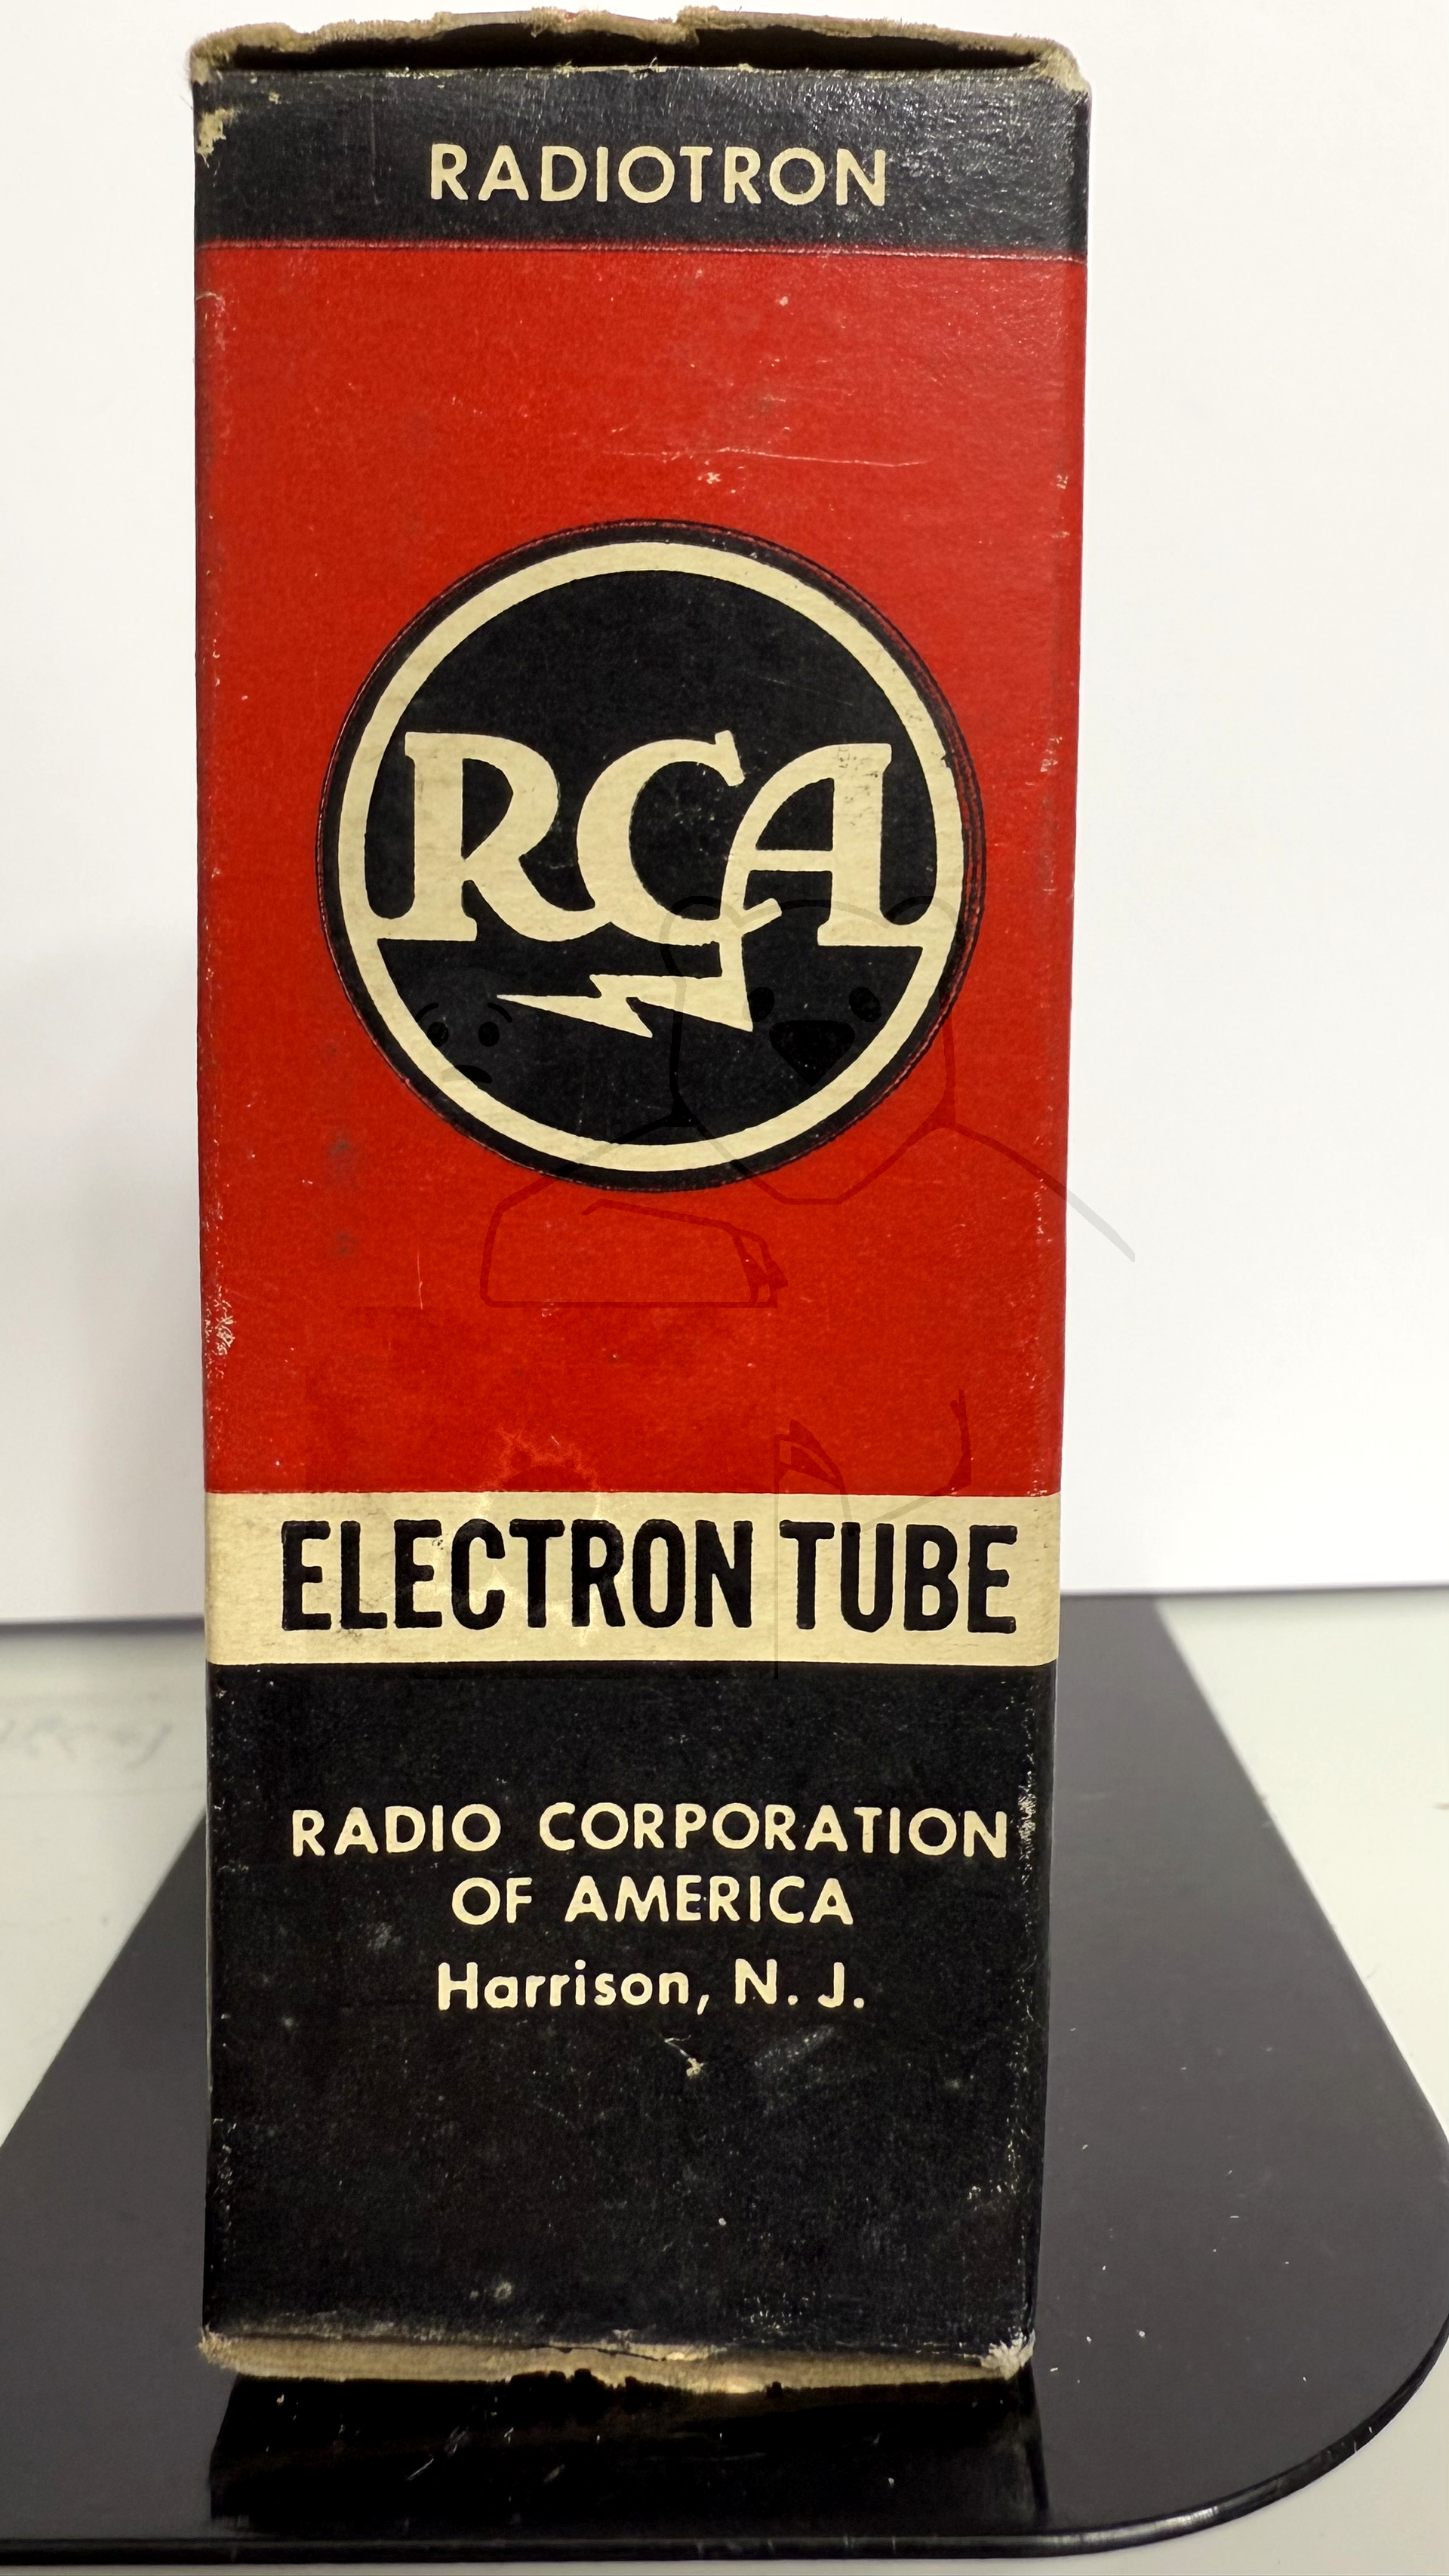 RADIOTRON
RCA
ELECTRON TUBE
RADIO CORPORATION
OF AMERICA
Harrison, N. J.